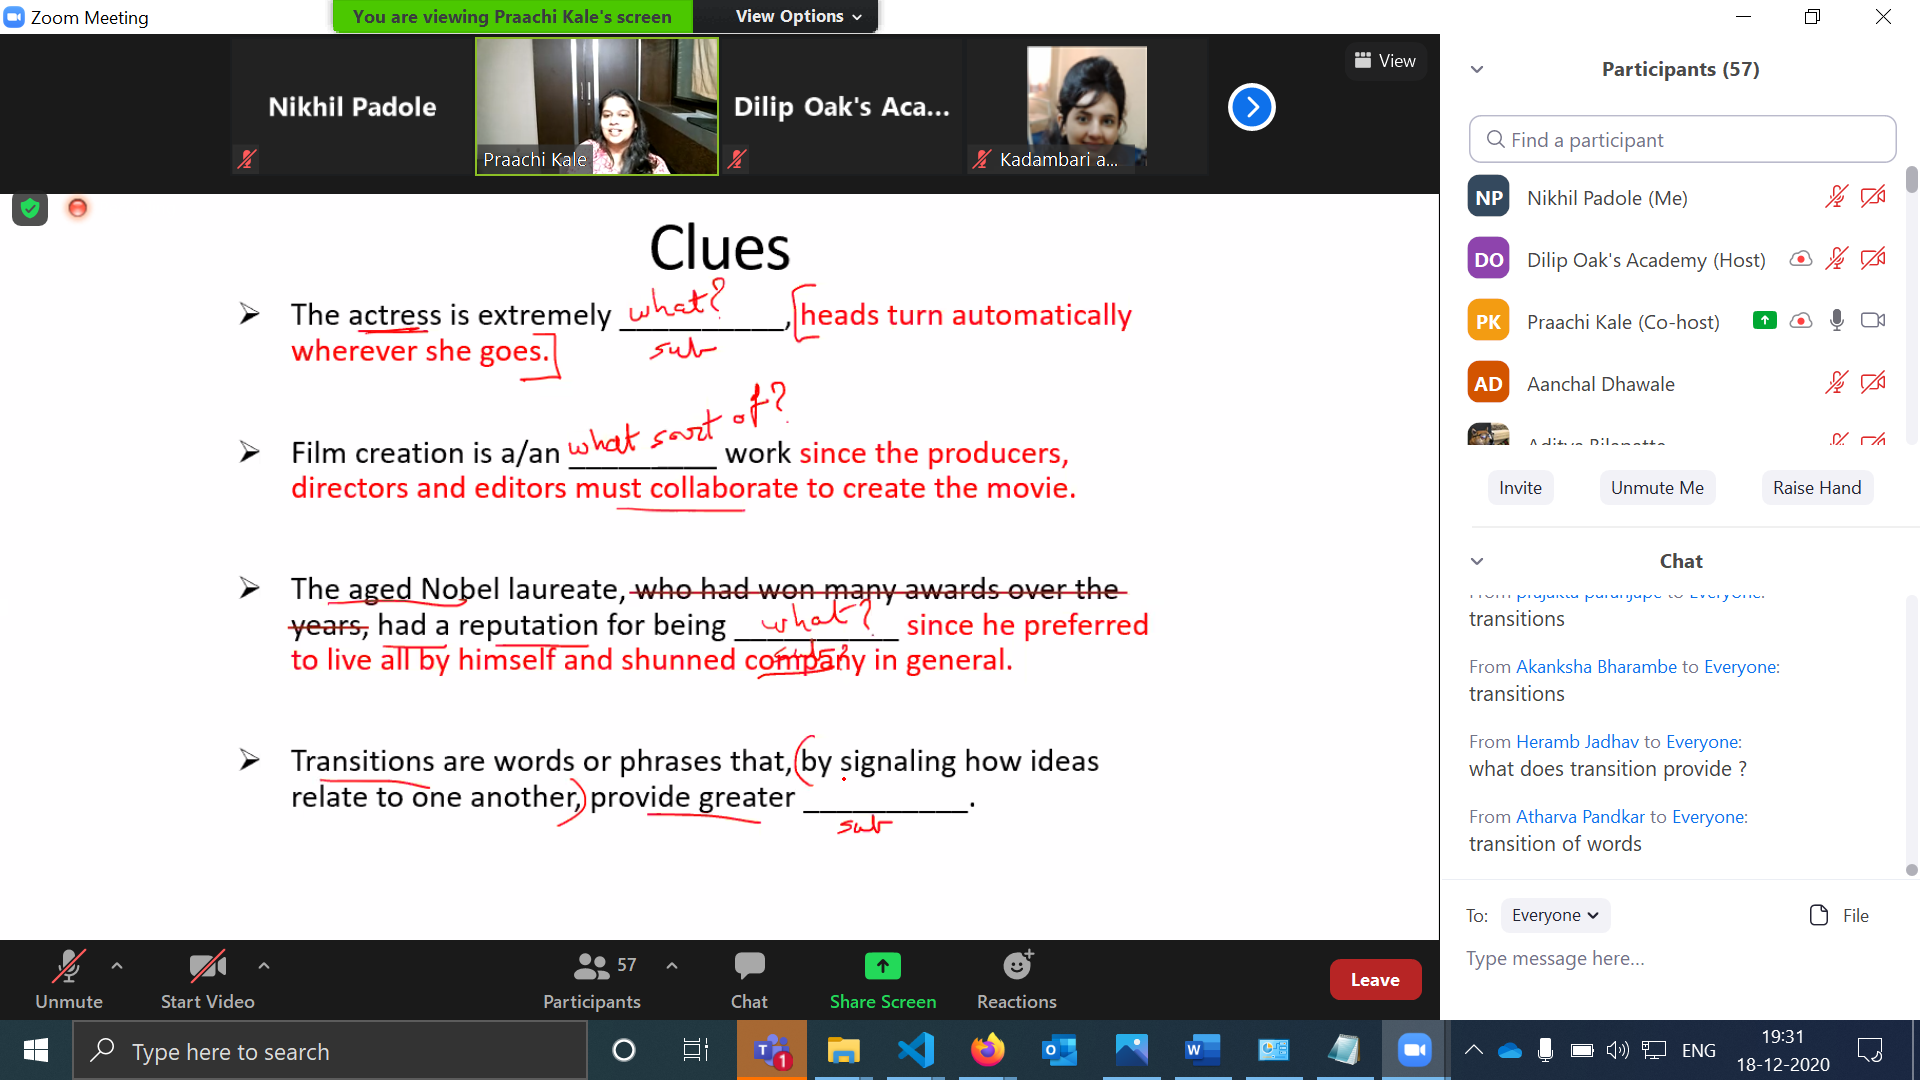 Zoom Meeting
You are viewing Praachi Kale's screen
View Options
Nikhil Padole
Praachi Kale
Dilip Oak's Aca...
Kadambari a...
View
Clues
The actress is extremely __________, heads turn automatically
what?
sub
wherever she goes.
what sort of?
Film creation is a/an _________ work since the producers,
directors and editors must collaborate to create the movie.
The aged Nobel laureate, who had won many awards over the
what?
years, had a reputation for being __________ since he preferred
sub?
to live all by himself and shunned company in general.
Transitions are words or phrases that, by signaling how ideas
relate to one another, provide greater __________.
sub
Unmute
Start Video
57
Participants
Chat
Share Screen
Reactions
Leave
Participants (57)
Find a participant
NP Nikhil Padole (Me)
DO Dilip Oak's Academy (Host)
PK Praachi Kale (Co-host)
AD Aanchal Dhawale
Invite
Unmute Me
Raise Hand
Chat
From prajakta paranjape to Everyone:
transitions
From Akanksha Bharambe to Everyone:
transitions
From Heramb Jadhav to Everyone:
what does transition provide ?
From Atharva Pandkar to Everyone:
transition of words
To: Everyone
File
Type message here...
Type here to search
1
ENG
19:31
18-12-2020